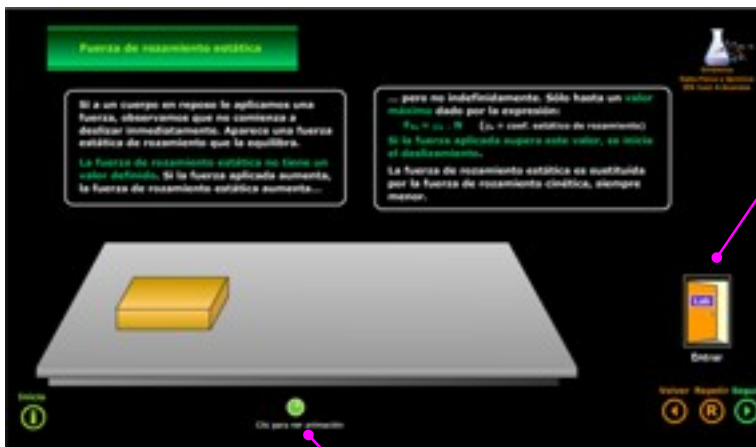 Fuerza de rozamiento estática
Si a un cuerpo en reposo le aplicamos una
fuerza, observamos que no comienza a
deslizar inmediatamente. Aparece una fuerza
estática de rozamiento que la equilibra.
La fuerza de rozamiento estática no tiene un
valor definido. Si la fuerza aplicada aumenta,
la fuerza de rozamiento estática aumenta...
... pero no indefinidamente. Sólo hasta un valor
máximo dado por la expresión:
(μₑ = coef. estático de rozamiento)
Si la fuerza aplicada supera este valor, se inicia
el deslizamiento.
La fuerza de rozamiento estática es sustituida
por la fuerza de rozamiento cinética, siempre
menor.
Lab
Entrar
Inicio
Clic para ver animación
Volver Repetir
R